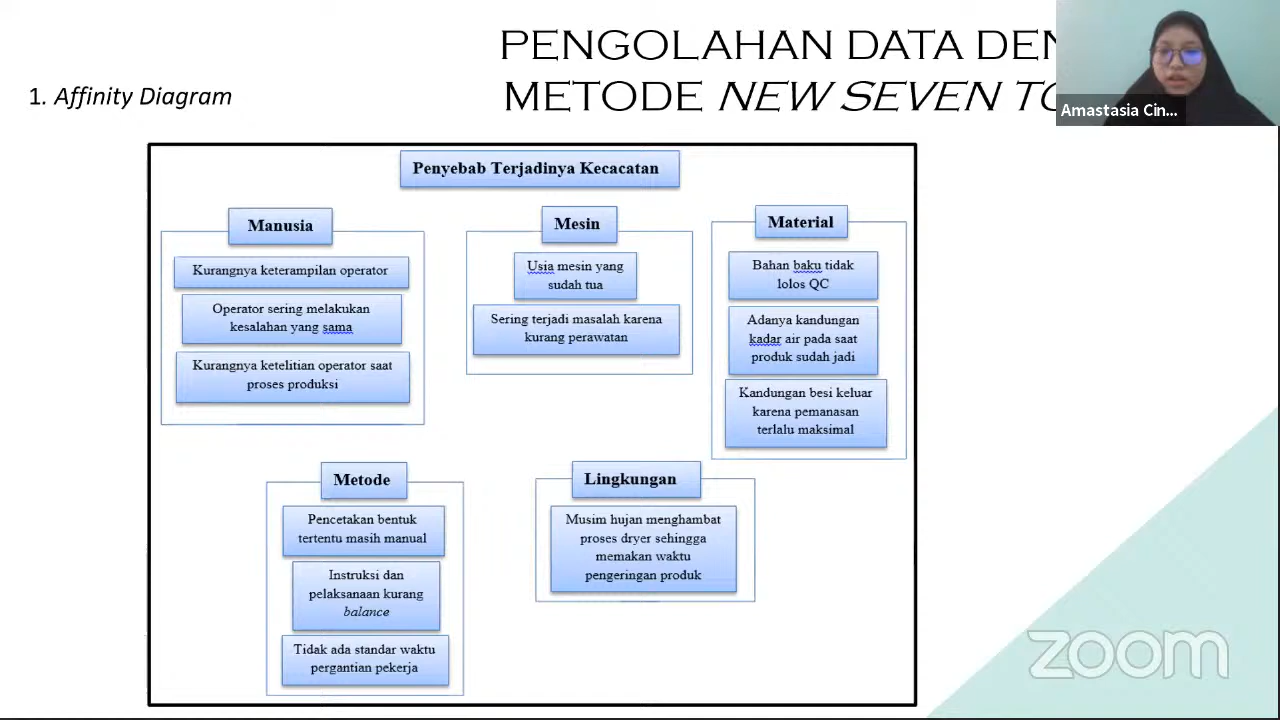 PENGOLAHAN DATA DEN
METODE NEW SEVEN TO
1. Affinity Diagram
Amastasia Cin...
Penyebab Terjadinya Kecacatan
Manusia
Kurangnya keterampilan operator
Operator sering melakukan
kesalahan yang sama
Kurangnya ketelitian operator saat
proses produksi
Mesin
Usia mesin yang
sudah tua
Sering terjadi masalah karena
kurang perawatan
Material
Bahan baku tidak
lolos QC
Adanya kandungan
kadar air pada saat
produk sudah jadi
Kandungan besi keluar
karena pemanasan
terlalu maksimal
Metode
Pencetakan bentuk
tertentu masih manual
Instruksi dan
pelaksanaan kurang
balance
Tidak ada standar waktu
pergantian pekerja
Lingkungan
Musim hujan menghambat
proses dryer sehingga
memakan waktu
pengeringan produk
zoom